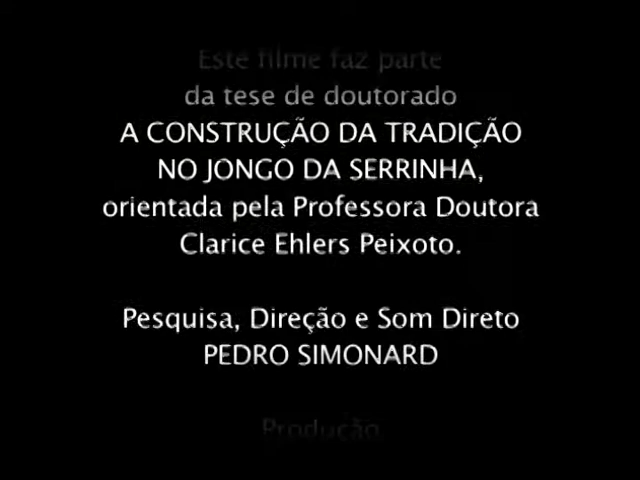 Este filme faz parte
da tese de doutorado
A CONSTRUÇÃO DA TRADIÇÃO
NO JONGO DA SERRINHA,
orientada pela Professora Doutora
Clarice Ehlers Peixoto.
Pesquisa, Direção e Som Direto
PEDRO SIMONARD
Produção